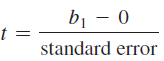 t = b₁ − 0
standard error